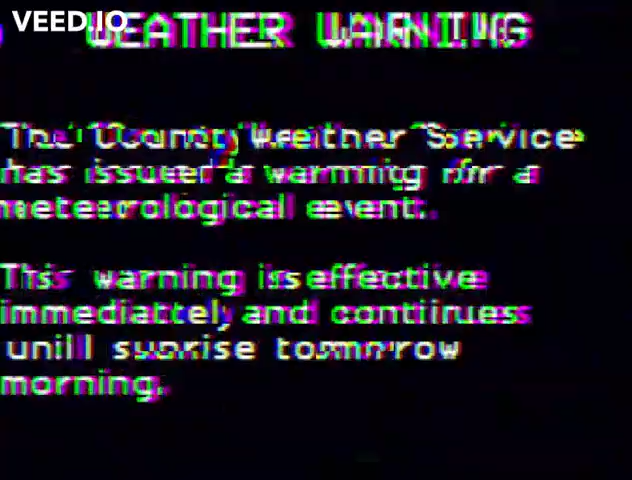 VEED.IO
WEATHER WARNING
The County Weather Service
has issued a warning for a
meteorological event.
This warning is effective
immediately and continues
until sunrise tomorrow
morning.